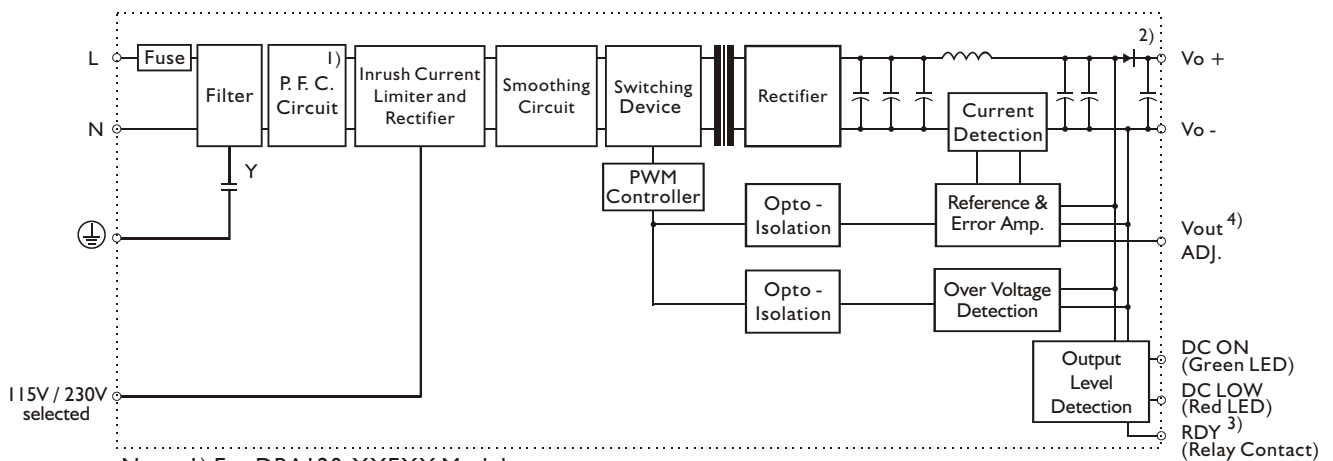 L
N
Fuse
Filter
1)
P. F. C.
Circuit
Inrush Current
Limiter and
Rectifier
Smoothing
Circuit
Switching
Device
Rectifier
2)
Vo +
Vo -
Current
Detection
Y
PWM
Controller
Opto -
Isolation
Reference &
Error Amp.
Vout 4)
ADJ.
Opto -
Isolation
Over Voltage
Detection
Output
Level
Detection
DC ON
(Green LED)
DC LOW
(Red LED)
RDY 3)
(Relay Contact)
115V / 230V
selected